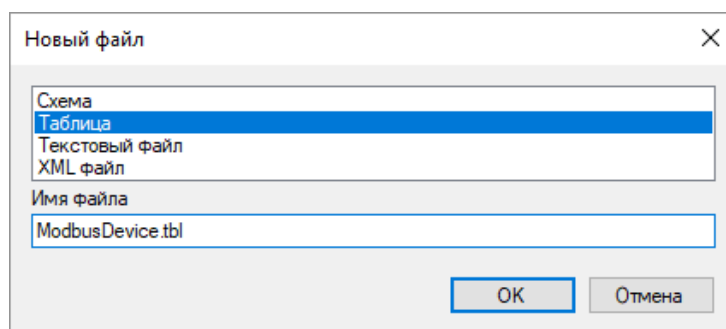 Новый файл
Схема
Таблица
Текстовый файл
XML файл
Имя файла
ModbusDevice.tbl
OK Отмена